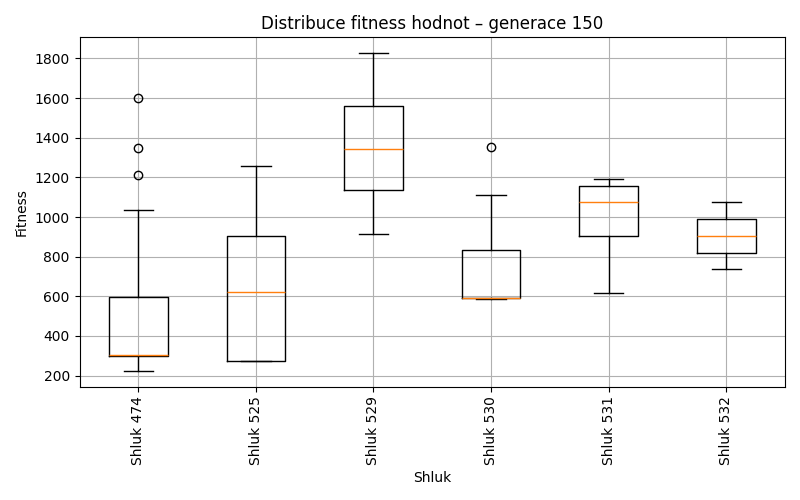 Distribuce fitness hodnot – generace 150
Fitness
1800
1600
1400
1200
1000
800
600
400
200
Shluk 474
Shluk 525
Shluk 529
Shluk 530
Shluk 531
Shluk 532
Shluk